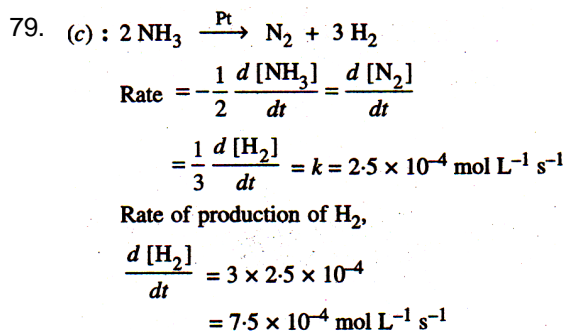 79. (c) : 2 NH₃ —Pt→ N₂ + 3 H₂
Rate = −1/2 d [NH₃]/dt = d [N₂]/dt
= 1/3 d [H₂]/dt = k = 2·5 × 10⁻⁴ mol L⁻¹ s⁻¹
Rate of production of H₂,
d [H₂]/dt = 3 × 2·5 × 10⁻⁴
= 7·5 × 10⁻⁴ mol L⁻¹ s⁻¹